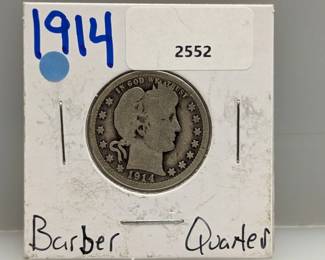 1914
2552
IN GOD WE TRUST
1914
Barber Quarter